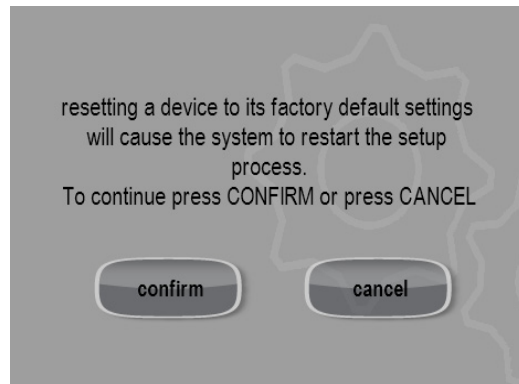 resetting a device to its factory default settings
will cause the system to restart the setup
process.
To continue press CONFIRM or press CANCEL
confirm
cancel